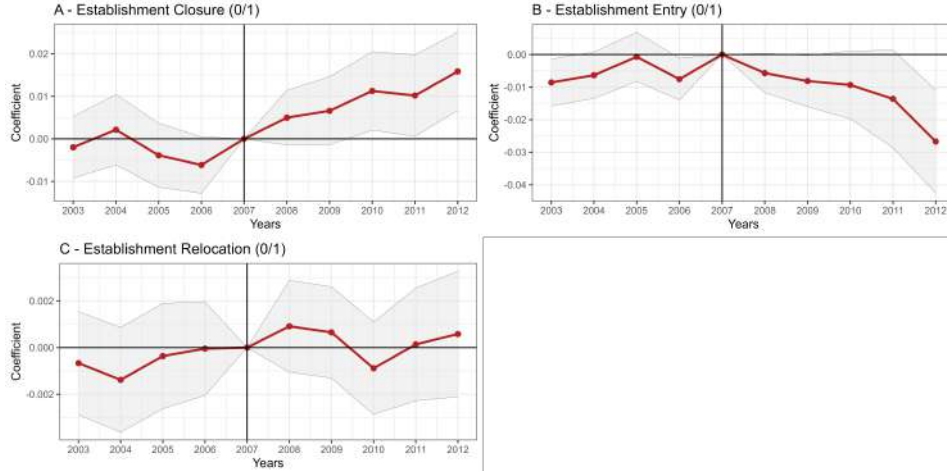 A - Establishment Closure (0/1)
Coefficient
0.02
0.01
0.00
-0.01
2003 2004 2005 2006 2007 2008 2009 2010 2011 2012
Years
B - Establishment Entry (0/1)
Coefficient
0.00
-0.01
-0.02
-0.03
-0.04
2003 2004 2005 2006 2007 2008 2009 2010 2011 2012
Years
C - Establishment Relocation (0/1)
Coefficient
0.002
0.000
-0.002
2003 2004 2005 2006 2007 2008 2009 2010 2011 2012
Years